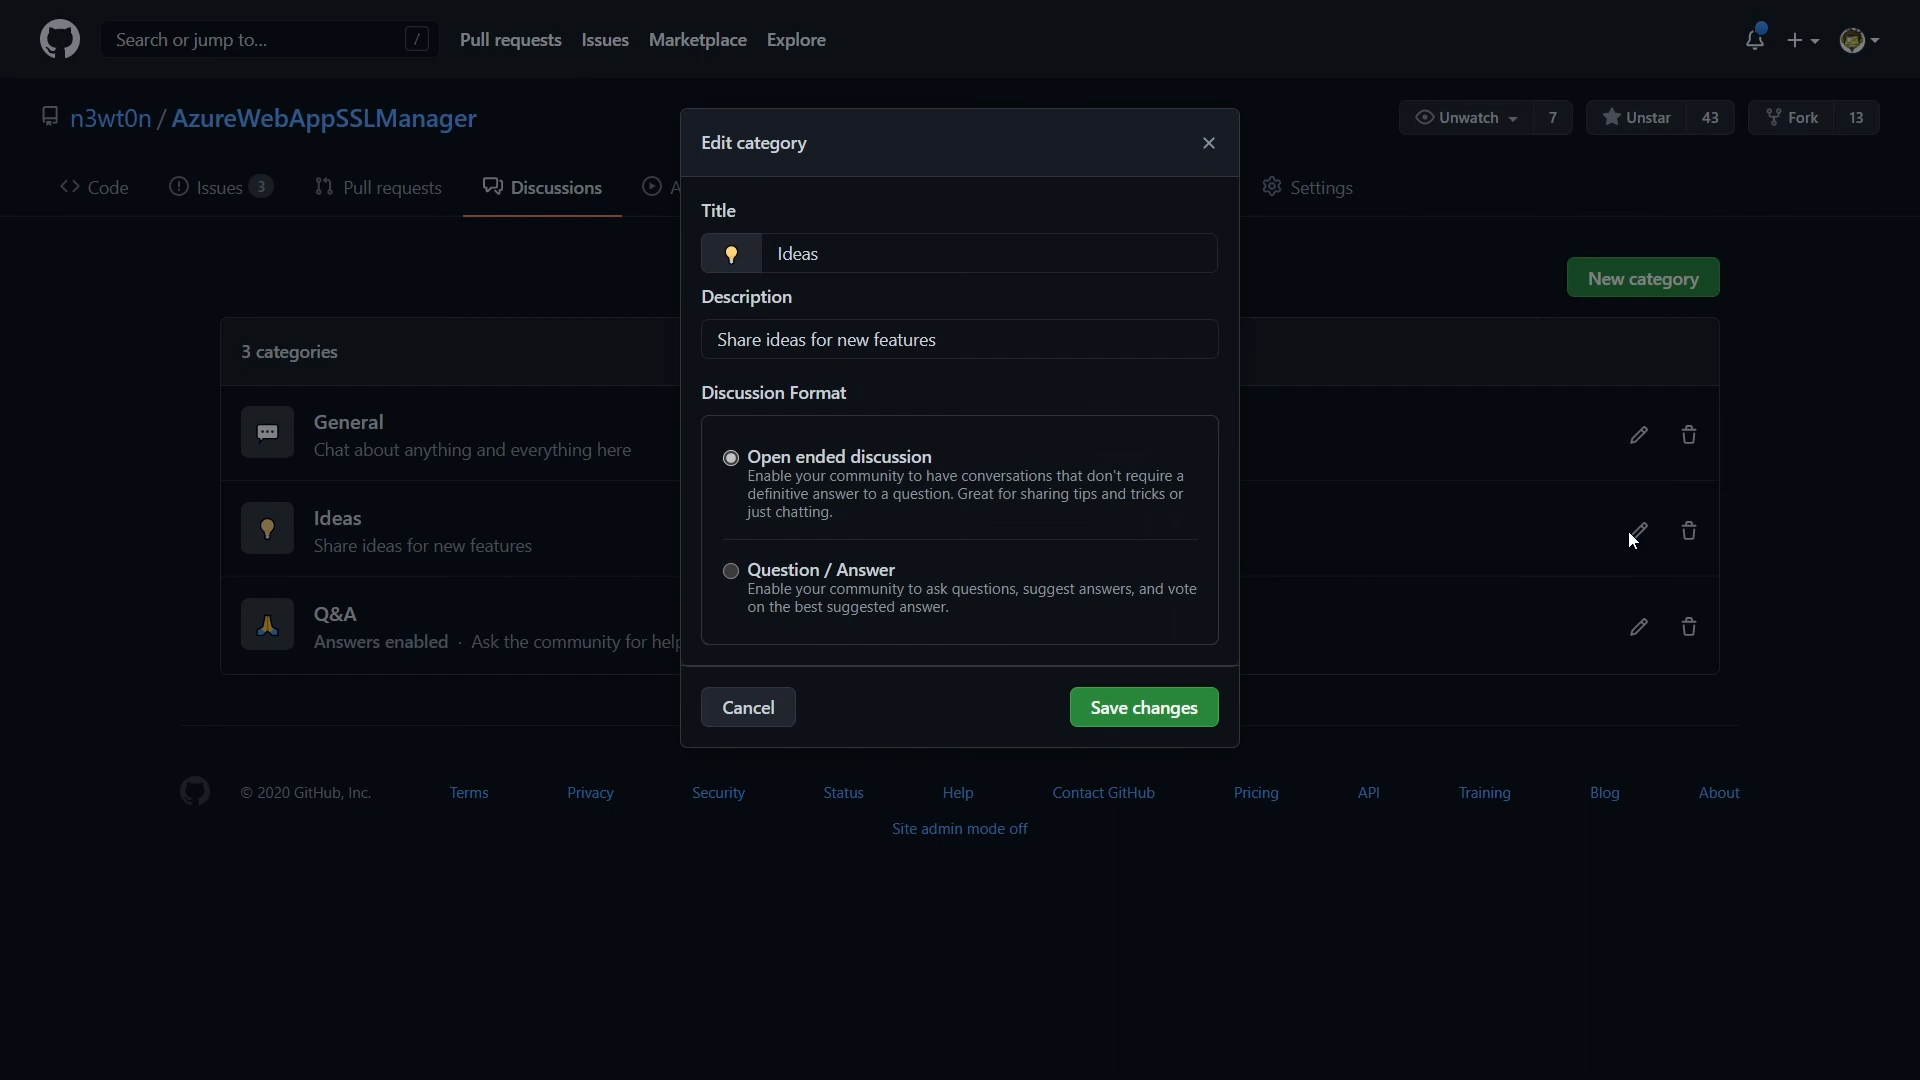 Search or jump to... /
Pull requests Issues Marketplace Explore
n3wt0n / AzureWebAppSSLManager
Unwatch 7 Unstar 43 Fork 13
Code Issues 3 Pull requests Discussions A Settings
New category
3 categories
General
Chat about anything and everything here
Ideas
Share ideas for new features
Q&A
Answers enabled · Ask the community for help
Edit category
Title
Ideas
Description
Share ideas for new features
Discussion Format
Open ended discussion
Enable your community to have conversations that don't require a
definitive answer to a question. Great for sharing tips and tricks or
just chatting.
Question / Answer
Enable your community to ask questions, suggest answers, and vote
on the best suggested answer.
Cancel Save changes
© 2020 GitHub, Inc. Terms Privacy Security Status Help Contact GitHub Pricing API Training Blog About
Site admin mode off